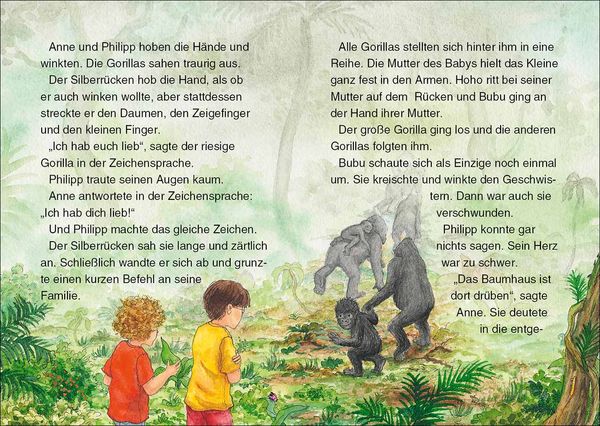 Anne und Philipp hoben die Hände und
winkten. Die Gorillas sahen traurig aus.
Der Silberrücken hob die Hand, als ob
er auch winken wollte, aber stattdessen
streckte er den Daumen, den Zeigefinger
und den kleinen Finger.
„Ich hab euch lieb“, sagte der riesige
Gorilla in der Zeichensprache.
Philipp traute seinen Augen kaum.
Anne antwortete in der Zeichensprache:
„Ich hab dich lieb!“
Und Philipp machte das gleiche Zeichen.
Der Silberrücken sah sie lange und zärtlich
an. Schließlich wandte er sich ab und grunz-
te einen kurzen Befehl an seine
Familie.
Alle Gorillas stellten sich hinter ihm in eine
Reihe. Die Mutter des Babys hielt das Kleine
ganz fest in den Armen. Hoho ritt bei seiner
Mutter auf dem Rücken und Bubu ging an
der Hand ihrer Mutter.
Der große Gorilla ging los und die anderen
Gorillas folgten ihm.
Bubu schaute sich als Einzige noch einmal
um. Sie kreischte und winkte den Geschwis-
tern. Dann war auch sie
verschwunden.
Philipp konnte gar
nichts sagen. Sein Herz
war zu schwer.
„Das Baumhaus ist
dort drüben“, sagte
Anne. Sie deutete
in die entge-